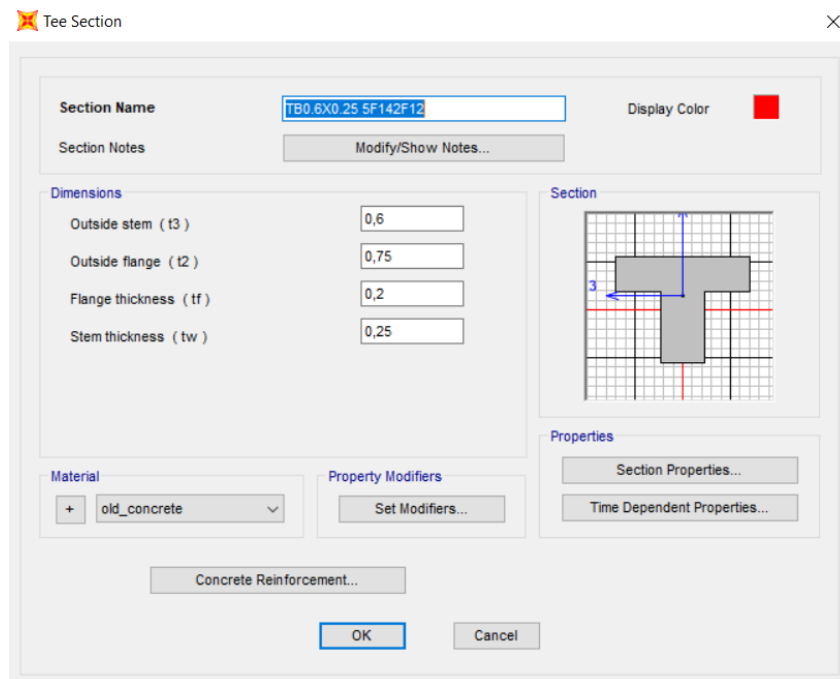 Tee Section
Section Name TB0.6X0.25 5F142F12 Display Color
Section Notes Modify/Show Notes...
Dimensions
Outside stem ( t3 ) 0,6
Outside flange ( t2 ) 0,75
Flange thickness ( tf ) 0,2
Stem thickness ( tw ) 0,25
Section
3
Properties
Section Properties...
Time Dependent Properties...
Material
+ old_concrete
Property Modifiers
Set Modifiers...
Concrete Reinforcement...
OK Cancel